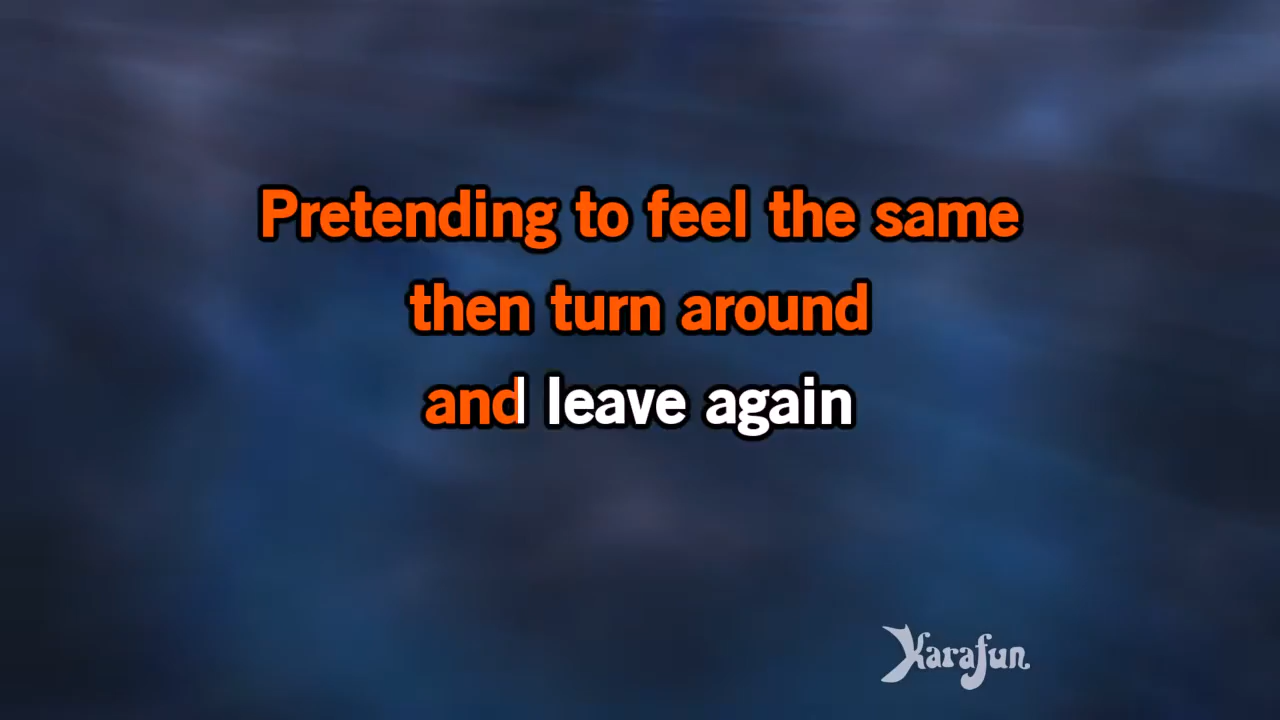 Pretending to feel the same
then turn around
and leave again
Karafun